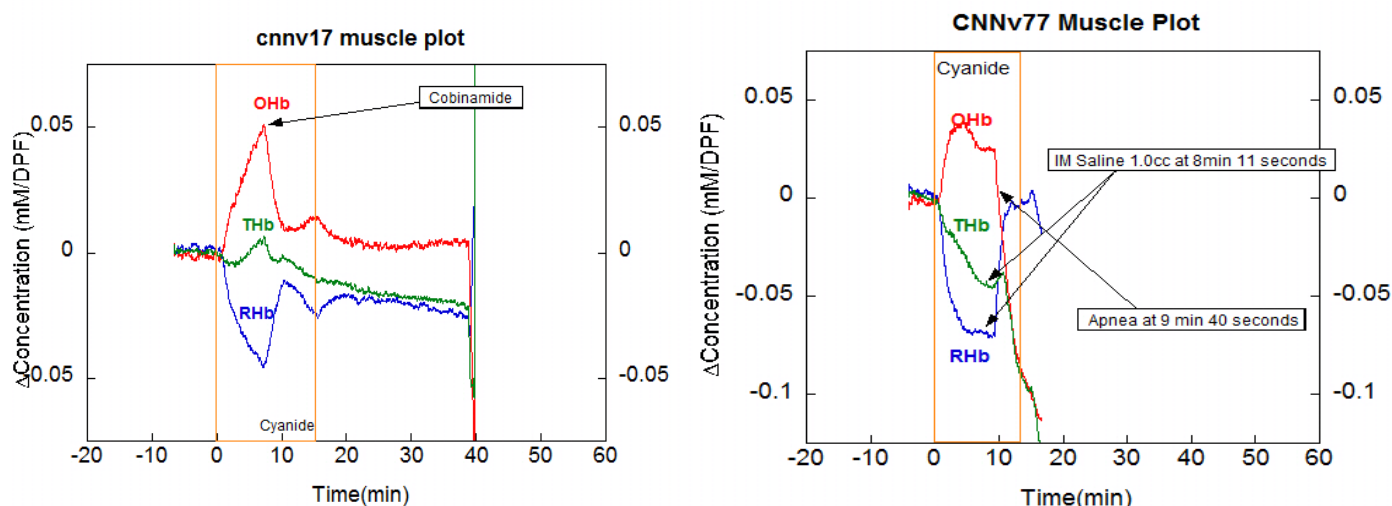 cnnv17 muscle plot
OHb
Cobinamide
THb
RHb
Cyanide
0.05
0
-0.05
0.05
0
-0.05
ΔConcentration (mM/DPF)
-20 -10 0 10 20 30 40 50 60
Time(min)
CNNv77 Muscle Plot
Cyanide
OHb
IM Saline 1.0cc at 8min 11 seconds
THb
Apnea at 9 min 40 seconds
RHb
0.05
0
-0.05
-0.1
0.05
0
-0.05
-0.1
ΔConcentration (mM/DPF)
-20 -10 0 10 20 30 40 50 60
Time(min)